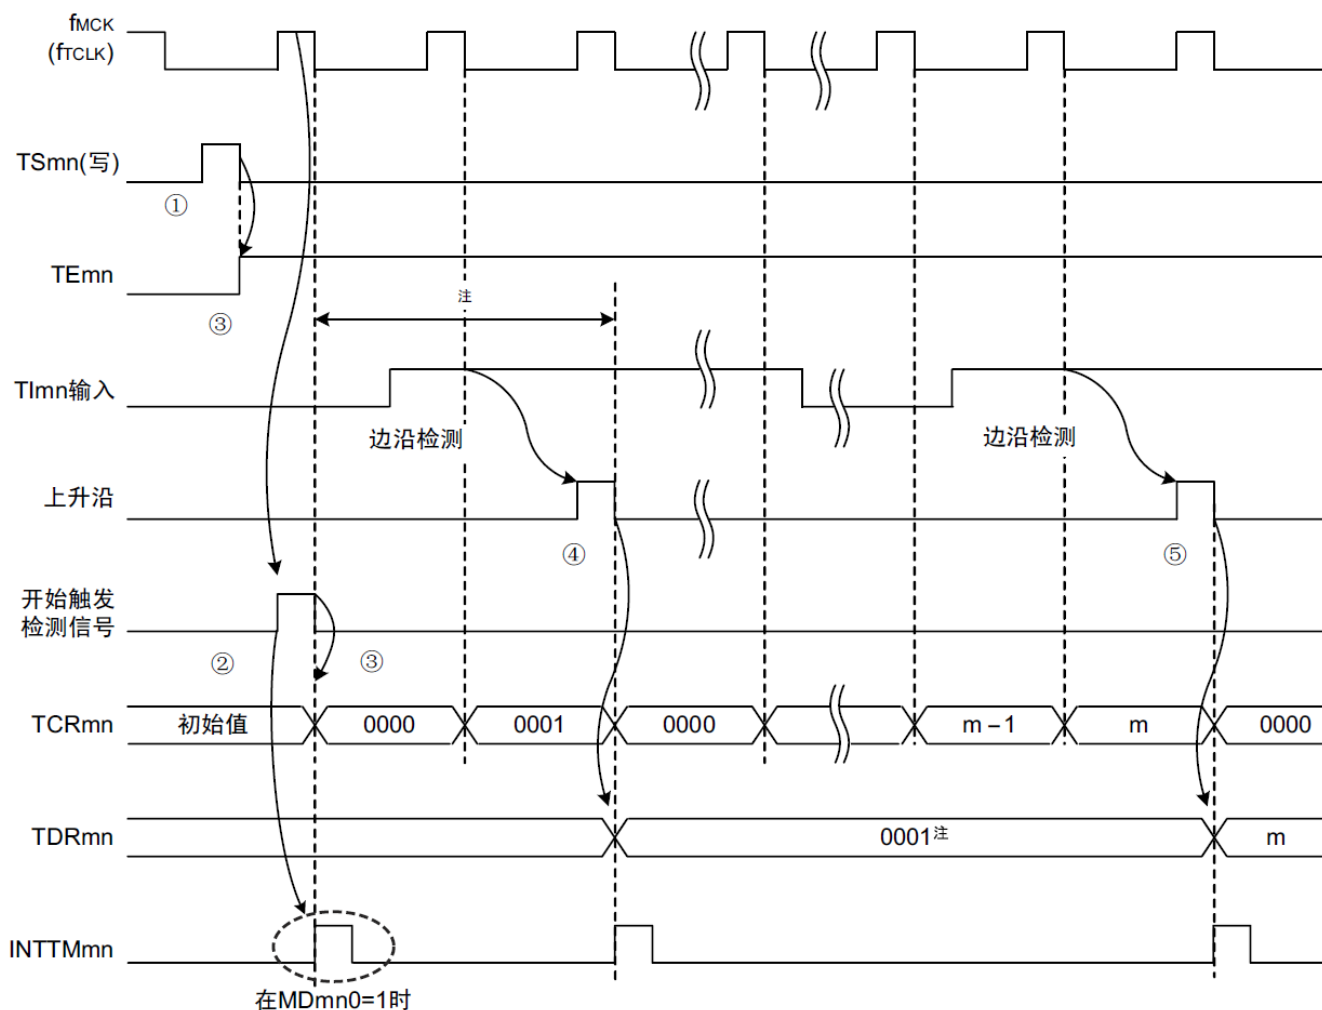 fMCK
(fTCLK)
TSmn(写)
①
TEmn
③
注
TImn输入
边沿检测
边沿检测
上升沿
④
⑤
开始触发
检测信号
②
③
TCRmn
初始值
0000
0001
0000
m－1
m
0000
TDRmn
0001注
m
INTTMmn
在MDmn0=1时